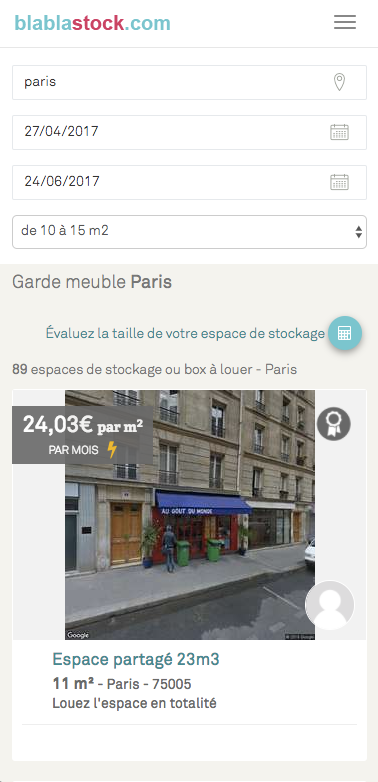 blablastock.com
paris
27/04/2017
24/06/2017
de 10 à 15 m2
Garde meuble Paris
Évaluez la taille de votre espace de stockage
89 espaces de stockage ou box à louer - Paris
24,03€ par m²
PAR MOIS
AU GOUT DU MONDE
Google
Espace partagé 23m3
11 m² - Paris - 75005
Louez l'espace en totalité